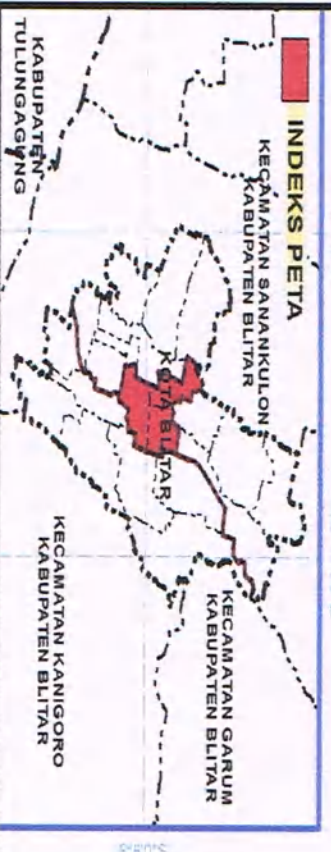 INDEKS PETA
KECAMATAN SANANKULON
KABUPATEN BLITAR
KABUPATEN
TULUNGAGUNG
KOTA BLITAR
KECAMATAN GARUM
KABUPATEN BLITAR
KECAMATAN KANIGORO
KABUPATEN BLITAR